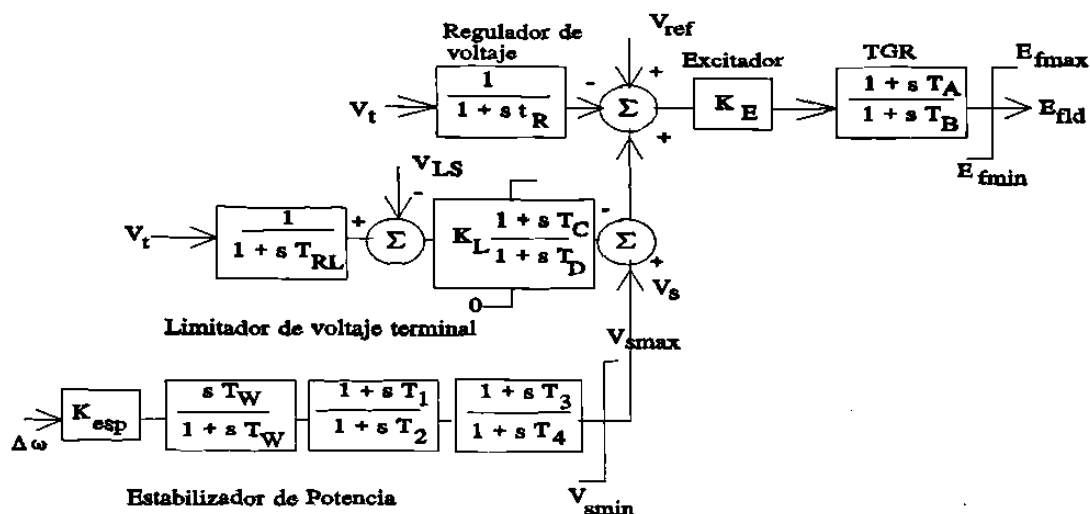 Regulador de
voltaje
V_ref
Excitador
TGR
E_fmax
1
1 + s t_R
V_t
-
+
Σ
+
K_E
1 + s T_A
1 + s T_B
E_fld
E_fmin
V_LS
-
V_t
1
1 + s T_RL
+
Σ
K_L
1 + s T_C
1 + s T_D
0
-
Σ
+
V_s
Limitador de voltaje terminal
V_smax
Δω
K_esp
s T_W
1 + s T_W
1 + s T_1
1 + s T_2
1 + s T_3
1 + s T_4
V_smin
Estabilizador de Potencia